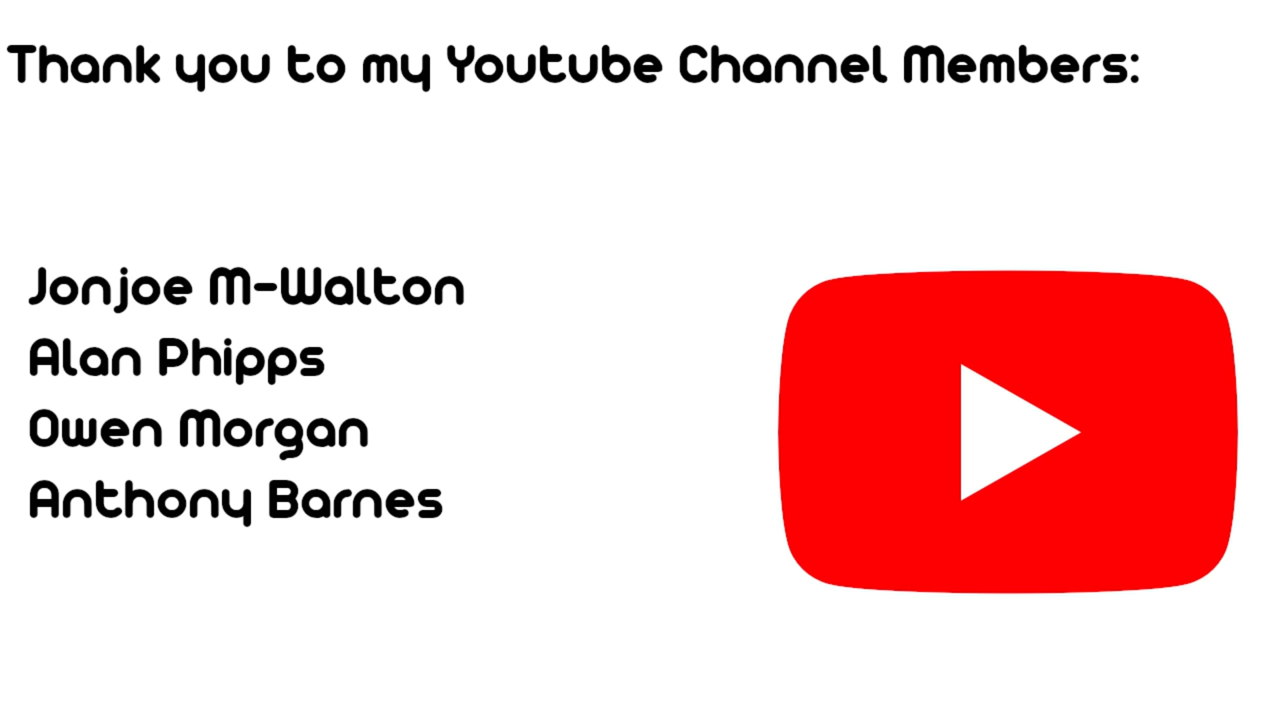 Thank you to my Youtube Channel Members:
Jonjoe M-Walton
Alan Phipps
Owen Morgan
Anthony Barnes